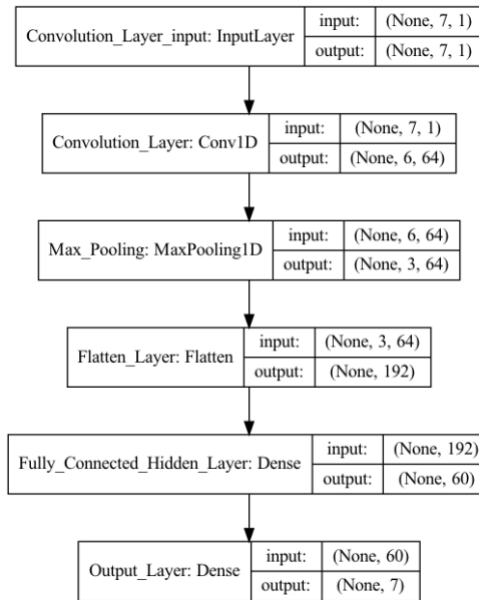 Convolution_Layer_input: InputLayer
input: (None, 7, 1)
output: (None, 7, 1)
Convolution_Layer: Conv1D
input: (None, 7, 1)
output: (None, 6, 64)
Max_Pooling: MaxPooling1D
input: (None, 6, 64)
output: (None, 3, 64)
Flatten_Layer: Flatten
input: (None, 3, 64)
output: (None, 192)
Fully_Connected_Hidden_Layer: Dense
input: (None, 192)
output: (None, 60)
Output_Layer: Dense
input: (None, 60)
output: (None, 7)